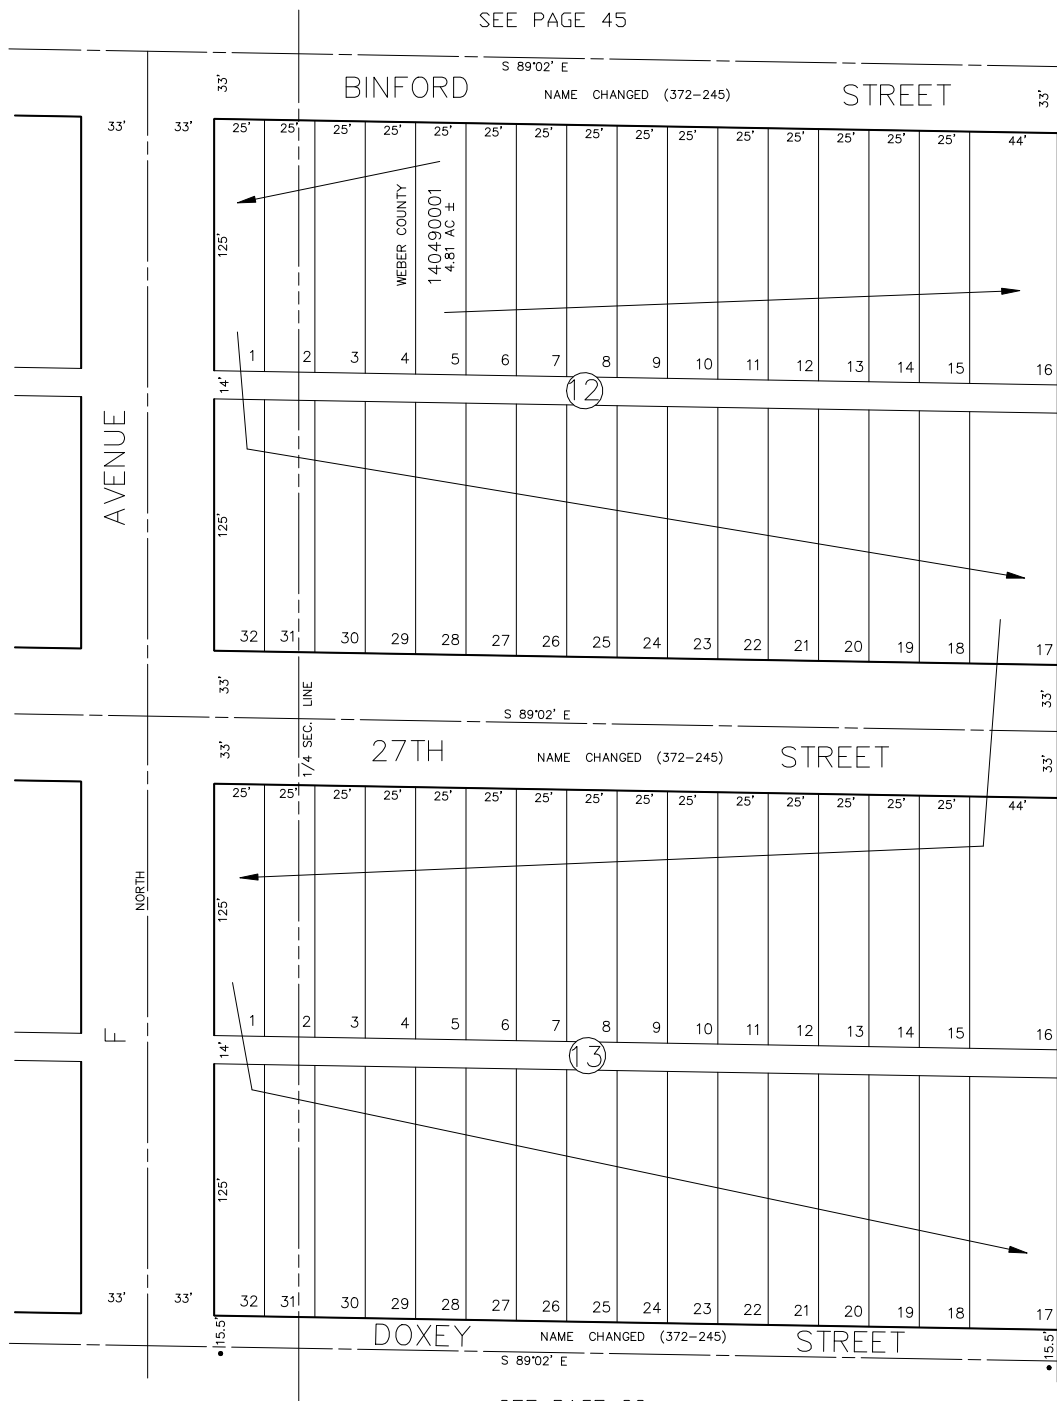 SEE PAGE 45
S 89°02' E
33' BINFORD NAME CHANGED (372-245) STREET 33'
33' 33' 25' 25' 25' 25' 25' 25' 25' 25' 25' 25' 25' 25' 25' 25' 25' 44'
125'
WEBER COUNTY
140490001
4.81 AC ±
1 2 3 4 5 6 7 8 9 10 11 12 13 14 15 16
14'
12
AVENUE
125'
32 31 30 29 28 27 26 25 24 23 22 21 20 19 18 17
33' 33'
1/4 SEC. LINE
S 89°02' E
33' 27TH NAME CHANGED (372-245) STREET 33'
25' 25' 25' 25' 25' 25' 25' 25' 25' 25' 25' 25' 25' 25' 25' 44'
NORTH
125'
1 2 3 4 5 6 7 8 9 10 11 12 13 14 15 16
F
14'
13
125'
33' 33' 32 31 30 29 28 27 26 25 24 23 22 21 20 19 18 17
15.5' DOXEY NAME CHANGED (372-245) STREET 15.5'
S 89°02' E